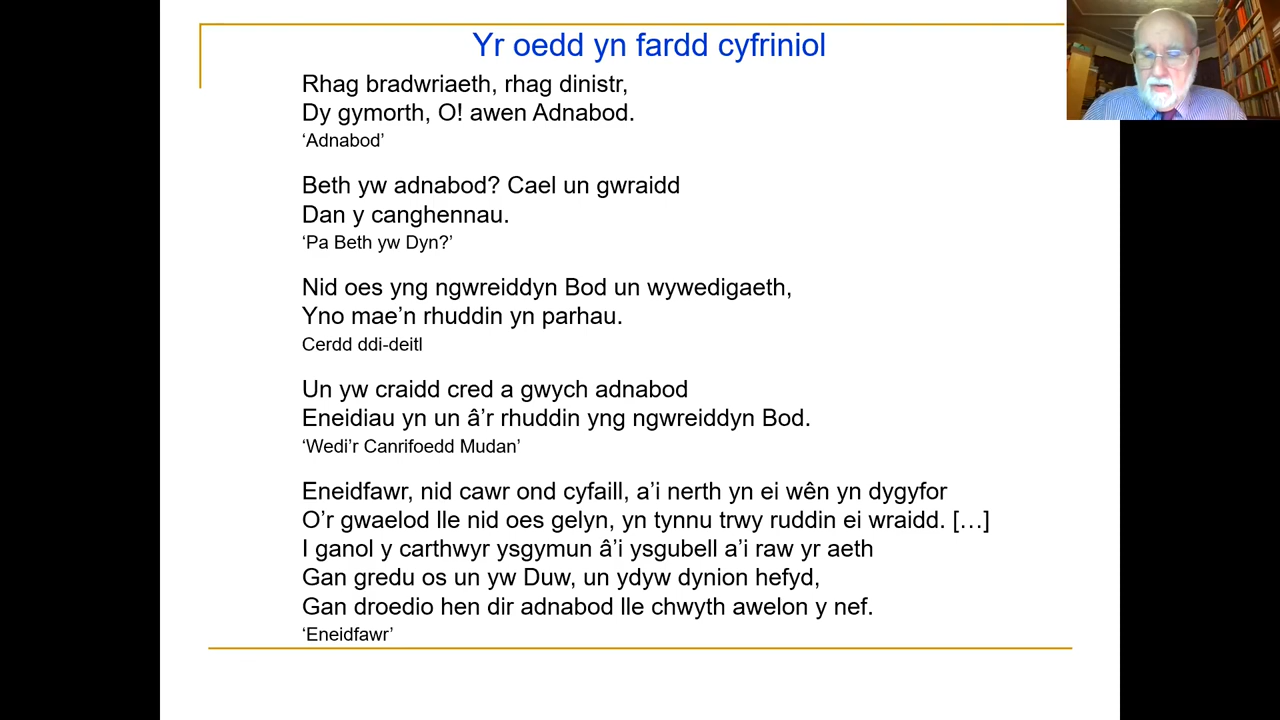 Yr oedd yn fardd cyfriniol
Rhag bradwriaeth, rhag dinistr,
Dy gymorth, O! awen Adnabod.
‘Adnabod’
Beth yw adnabod? Cael un gwraidd
Dan y canghennau.
‘Pa Beth yw Dyn?’
Nid oes yng ngwreiddyn Bod un wywedigaeth,
Yno mae’n rhuddin yn parhau.
Cerdd ddi-deitl
Un yw craidd cred a gwych adnabod
Eneidiau yn un â’r rhuddin yng ngwreiddyn Bod.
‘Wedi’r Canrifoedd Mudan’
Eneidfawr, nid cawr ond cyfaill, a’i nerth yn ei wên yn dygyfor
O’r gwaelod lle nid oes gelyn, yn tynnu trwy ruddin ei wraidd. […]
I ganol y carthwyr ysgymun â’i ysgubell a’i raw yr aeth
Gan gredu os un yw Duw, un ydyw dynion hefyd,
Gan droedio hen dir adnabod lle chwyth awelon y nef.
‘Eneidfawr’